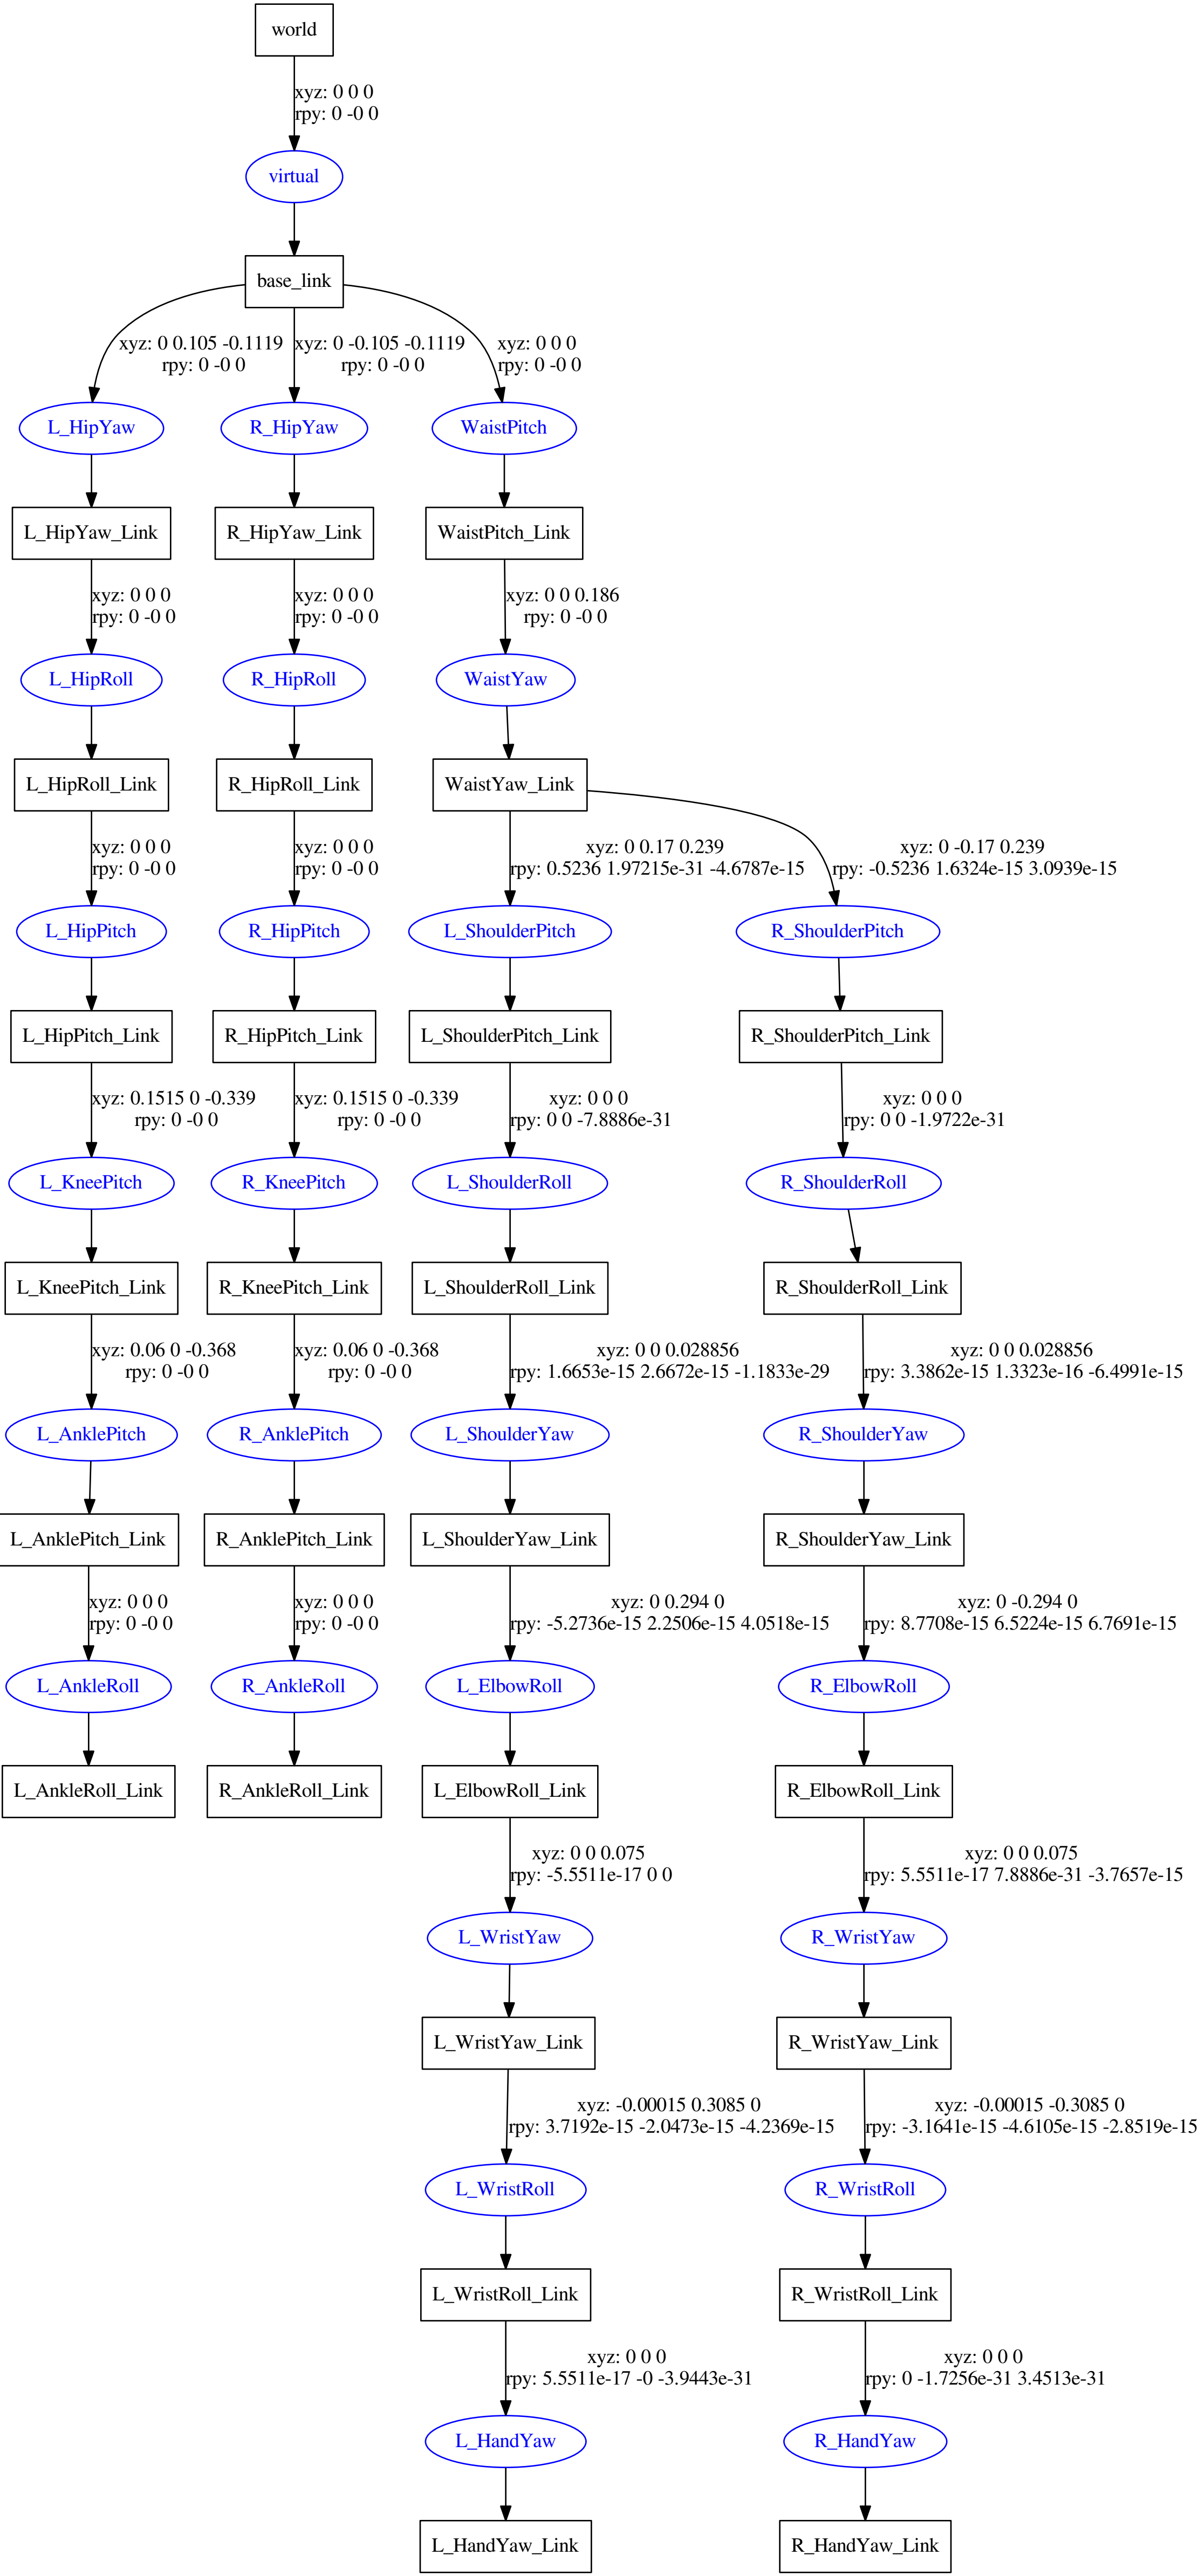 world
xyz: 0 0 0
rpy: 0 -0 0
virtual
base_link
xyz: 0 0.105 -0.1119
rpy: 0 -0 0
xyz: 0 -0.105 -0.1119
rpy: 0 -0 0
xyz: 0 0 0
rpy: 0 -0 0
L_HipYaw
R_HipYaw
WaistPitch
L_HipYaw_Link
R_HipYaw_Link
WaistPitch_Link
xyz: 0 0 0
rpy: 0 -0 0
xyz: 0 0 0
rpy: 0 -0 0
xyz: 0 0 0.186
rpy: 0 -0 0
L_HipRoll
R_HipRoll
WaistYaw
L_HipRoll_Link
R_HipRoll_Link
WaistYaw_Link
xyz: 0 0 0
rpy: 0 -0 0
xyz: 0 0 0
rpy: 0 -0 0
xyz: 0 0.17 0.239
rpy: 0.5236 1.97215e-31 -4.6787e-15
xyz: 0 -0.17 0.239
rpy: -0.5236 1.6324e-15 3.0939e-15
L_HipPitch
R_HipPitch
L_ShoulderPitch
R_ShoulderPitch
L_HipPitch_Link
R_HipPitch_Link
L_ShoulderPitch_Link
R_ShoulderPitch_Link
xyz: 0.1515 0 -0.339
rpy: 0 -0 0
xyz: 0.1515 0 -0.339
rpy: 0 -0 0
xyz: 0 0 0
rpy: 0 0 -7.8886e-31
xyz: 0 0 0
rpy: 0 0 -1.9722e-31
L_KneePitch
R_KneePitch
L_ShoulderRoll
R_ShoulderRoll
L_KneePitch_Link
R_KneePitch_Link
L_ShoulderRoll_Link
R_ShoulderRoll_Link
xyz: 0.06 0 -0.368
rpy: 0 -0 0
xyz: 0.06 0 -0.368
rpy: 0 -0 0
xyz: 0 0 0.028856
rpy: 1.6653e-15 2.6672e-15 -1.1833e-29
xyz: 0 0 0.028856
rpy: 3.3862e-15 1.3323e-16 -6.4991e-15
L_AnklePitch
R_AnklePitch
L_ShoulderYaw
R_ShoulderYaw
L_AnklePitch_Link
R_AnklePitch_Link
L_ShoulderYaw_Link
R_ShoulderYaw_Link
xyz: 0 0 0
rpy: 0 -0 0
xyz: 0 0 0
rpy: 0 -0 0
xyz: 0 0.294 0
rpy: -5.2736e-15 2.2506e-15 4.0518e-15
xyz: 0 -0.294 0
rpy: 8.7708e-15 6.5224e-15 6.7691e-15
L_AnkleRoll
R_AnkleRoll
L_ElbowRoll
R_ElbowRoll
L_AnkleRoll_Link
R_AnkleRoll_Link
L_ElbowRoll_Link
R_ElbowRoll_Link
xyz: 0 0 0.075
rpy: -5.5511e-17 0 0
xyz: 0 0 0.075
rpy: 5.5511e-17 7.8886e-31 -3.7657e-15
L_WristYaw
R_WristYaw
L_WristYaw_Link
R_WristYaw_Link
xyz: -0.00015 0.3085 0
rpy: 3.7192e-15 -2.0473e-15 -4.2369e-15
xyz: -0.00015 -0.3085 0
rpy: -3.1641e-15 -4.6105e-15 -2.8519e-15
L_WristRoll
R_WristRoll
L_WristRoll_Link
R_WristRoll_Link
xyz: 0 0 0
rpy: 5.5511e-17 -0 -3.9443e-31
xyz: 0 0 0
rpy: 0 -1.7256e-31 3.4513e-31
L_HandYaw
R_HandYaw
L_HandYaw_Link
R_HandYaw_Link